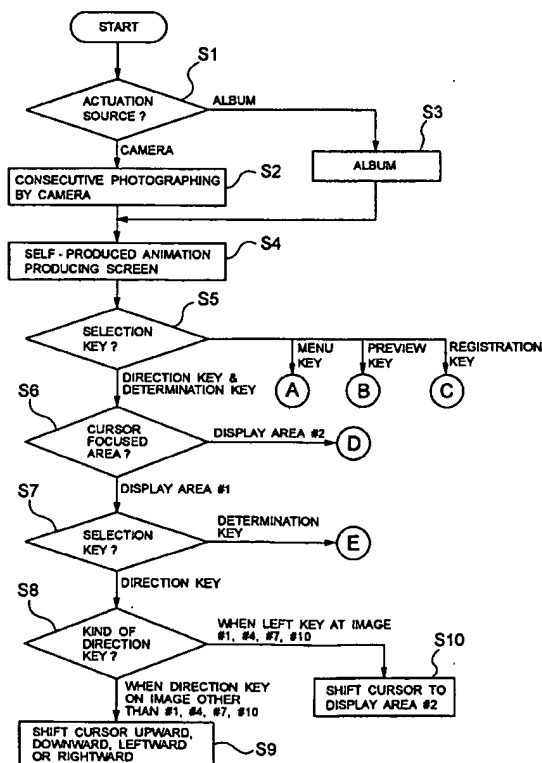 START
S1
ACTUATION
SOURCE ?
ALBUM
CAMERA
S3
ALBUM
S2
CONSECUTIVE PHOTOGRAPHING
BY CAMERA
S4
SELF - PRODUCED ANIMATION
PRODUCING SCREEN
S5
SELECTION
KEY ?
MENU
KEY
PREVIEW
KEY
REGISTRATION
KEY
A
B
C
DIRECTION KEY &
DETERMINATION KEY
S6
CURSOR
FOCUSED
AREA ?
DISPLAY AREA #2
D
DISPLAY AREA #1
S7
SELECTION
KEY ?
DETERMINATION
KEY
E
DIRECTION KEY
S8
KIND OF
DIRECTION
KEY ?
WHEN LEFT KEY AT IMAGE
#1, #4, #7, #10
S10
SHIFT CURSOR TO
DISPLAY AREA #2
WHEN DIRECTION KEY
ON IMAGE OTHER
THAN #1, #4, #7, #10
SHIFT CURSOR UPWARD,
DOWNWARD, LEFTWARD
OR RIGHTWARD
S9